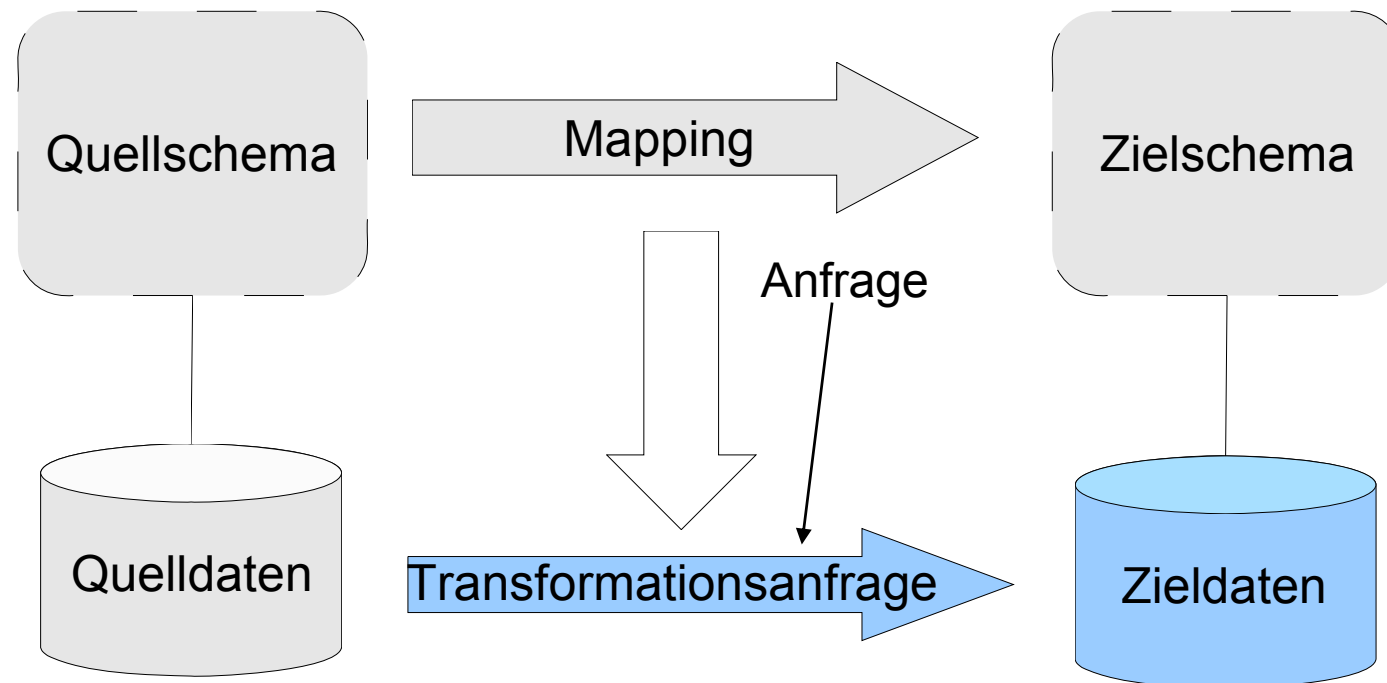 Quellschema
Mapping
Zielschema
Anfrage
Quelldaten
Transformationsanfrage
Zieldaten